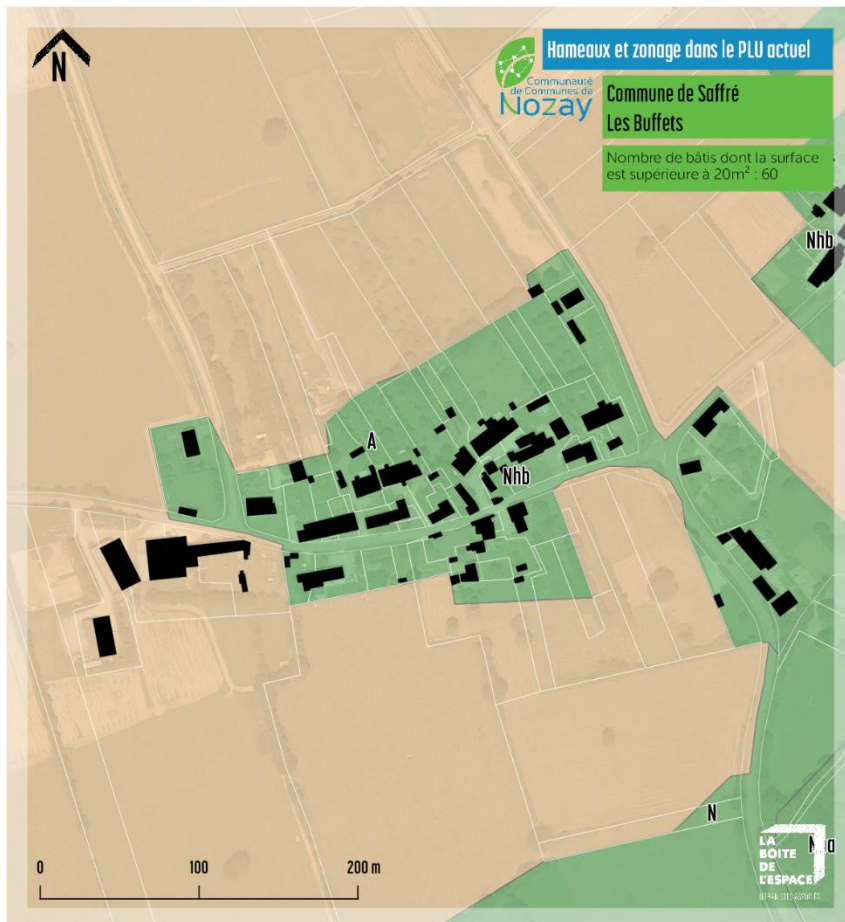 N
Hameaux et zonage dans le PLU actuel
Communauté
de Communes de
Nozay
Commune de Saffré
Les Buffets
Nombre de bâtis dont la surface
est supérieure à 20m² : 60
Nhb
A
Nhb
N
0 100 200 m
LA
BOITE
DE
L'ESPACE